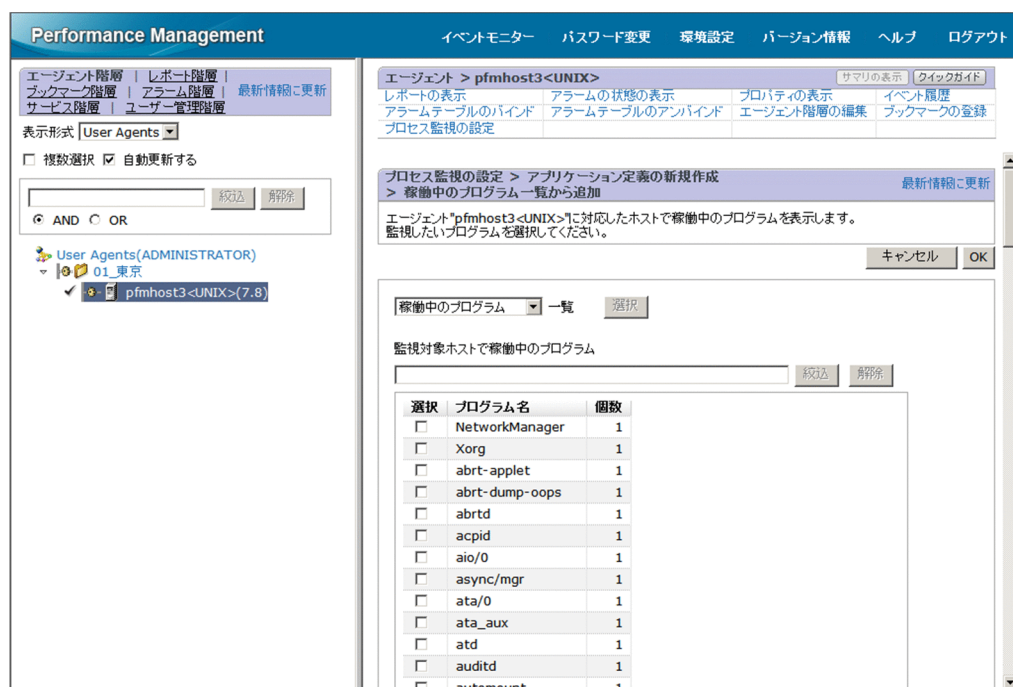 Performance Management
イベントモニター パスワード変更 環境設定 バージョン情報 ヘルプ ログアウト
エージェント階層 | レポート階層 |
ブックマーク階層 | アラーム階層 | 最新情報に更新
サービス階層 | ユーザー管理階層
表示形式 User Agents
複数選択 自動更新する
絞込 解除
AND OR
User Agents(ADMINISTRATOR)
01_東京
pfmhost3<UNIX>(7.8)
エージェント > pfmhost3<UNIX> サマリの表示 クイックガイド
レポートの表示 アラームの状態の表示 プロパティの表示 イベント履歴
アラームテーブルのバインド アラームテーブルのアンバインド エージェント階層の編集 ブックマークの登録
プロセス監視の設定
プロセス監視の設定 > アプリケーション定義の新規作成
> 稼働中のプログラム一覧から追加 最新情報に更新
エージェント"pfmhost3<UNIX>"に対応したホストで稼働中のプログラムを表示します。
監視したいプログラムを選択してください。
キャンセル OK
稼働中のプログラム 一覧 選択
監視対象ホストで稼働中のプログラム
絞込 解除
選択 プログラム名 個数
NetworkManager 1
Xorg 1
abrt-applet 1
abrt-dump-oops 1
abrtd 1
acpid 1
aio/0 1
async/mgr 1
ata/0 1
ata_aux 1
atd 1
auditd 1
automount 1